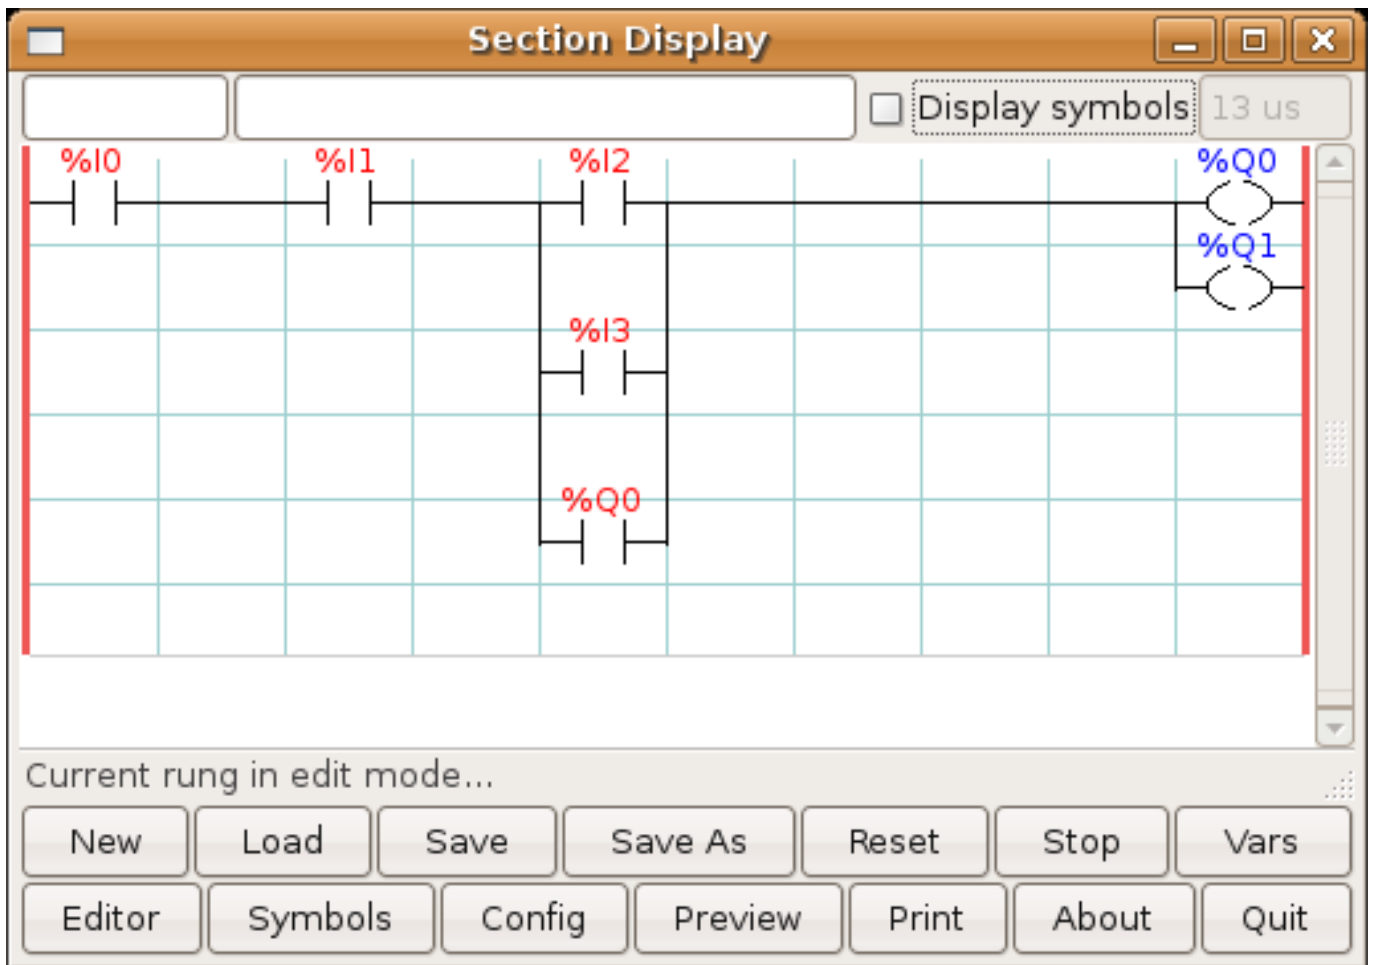 Section Display
Display symbols 13 us
%I0 %I1 %I2 %Q0
%Q1
%I3
%Q0
Current rung in edit mode...
New Load Save Save As Reset Stop Vars
Editor Symbols Config Preview Print About Quit